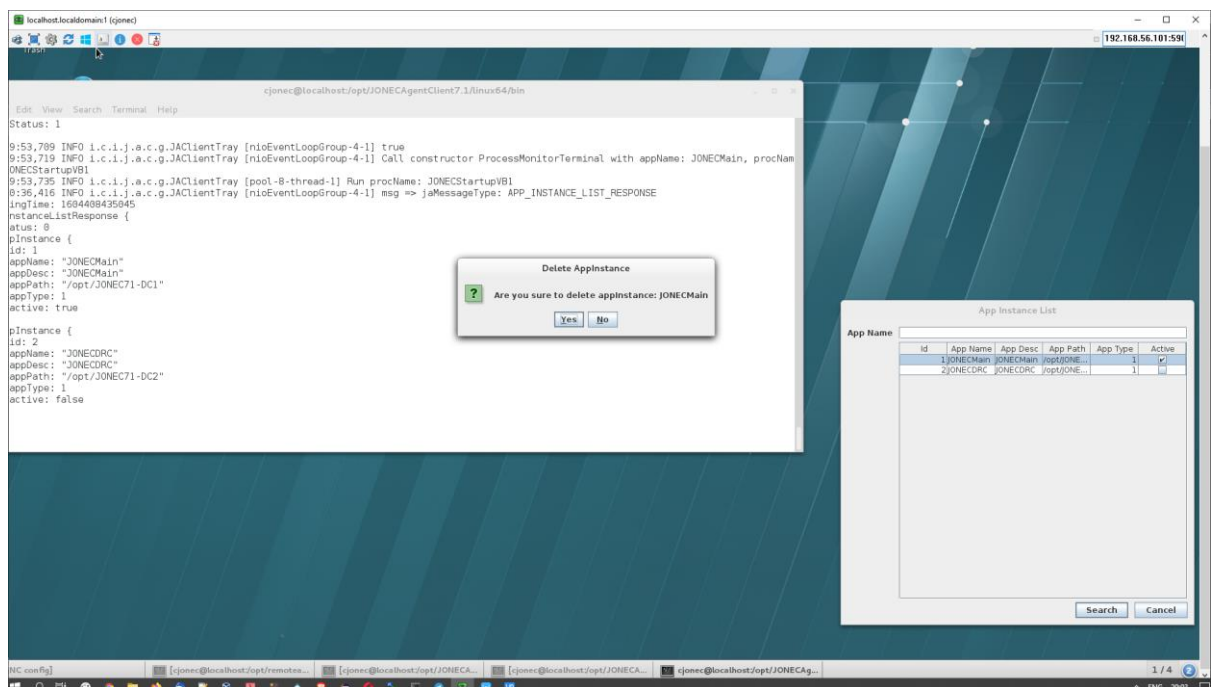 localhost.localdomain:1 (cjonec)
192.168.56.101:590
Trash
cjonec@localhost:/opt/JONECAgentClient7.1/linux64/bin
Edit View Search Terminal Help
Status: 1
9:53,709 INFO i.c.i.j.a.c.g.JAClientTray [nioEventLoopGroup-4-1] true
9:53,719 INFO i.c.i.j.a.c.g.JAClientTray [nioEventLoopGroup-4-1] Call constructor ProcessMonitorTerminal with appName: JONECMain, procNam
ONECStartupVB1
9:53,735 INFO i.c.i.j.a.c.g.JAClientTray [pool-8-thread-1] Run procName: JONECStartupVB1
0:36,416 INFO i.c.i.j.a.c.g.JAClientTray [nioEventLoopGroup-4-1] msg => jaMessageType: APP_INSTANCE_LIST_RESPONSE
ingTime: 1604408435045
nstanceListResponse {
atus: 0
pInstance {
id: 1
appName: "JONECMain"
appDesc: "JONECMain"
appPath: "/opt/JONEC71-DC1"
appType: 1
active: true
pInstance {
id: 2
appName: "JONECDRC"
appDesc: "JONECDRC"
appPath: "/opt/JONEC71-DC2"
appType: 1
active: false
Delete AppInstance
Are you sure to delete appInstance: JONECMain
Yes No
App Instance List
App Name
Id App Name App Desc App Path App Type Active
1 JONECMain JONECMain /opt/JONE... 1
2 JONECDRC JONECDRC /opt/JONE... 1
Search Cancel
NC config] [cjonec@localhost:/opt/remotea... [cjonec@localhost:/opt/JONECA... [cjonec@localhost:/opt/JONECA... cjonec@localhost:/opt/JONECAg... 1 / 4